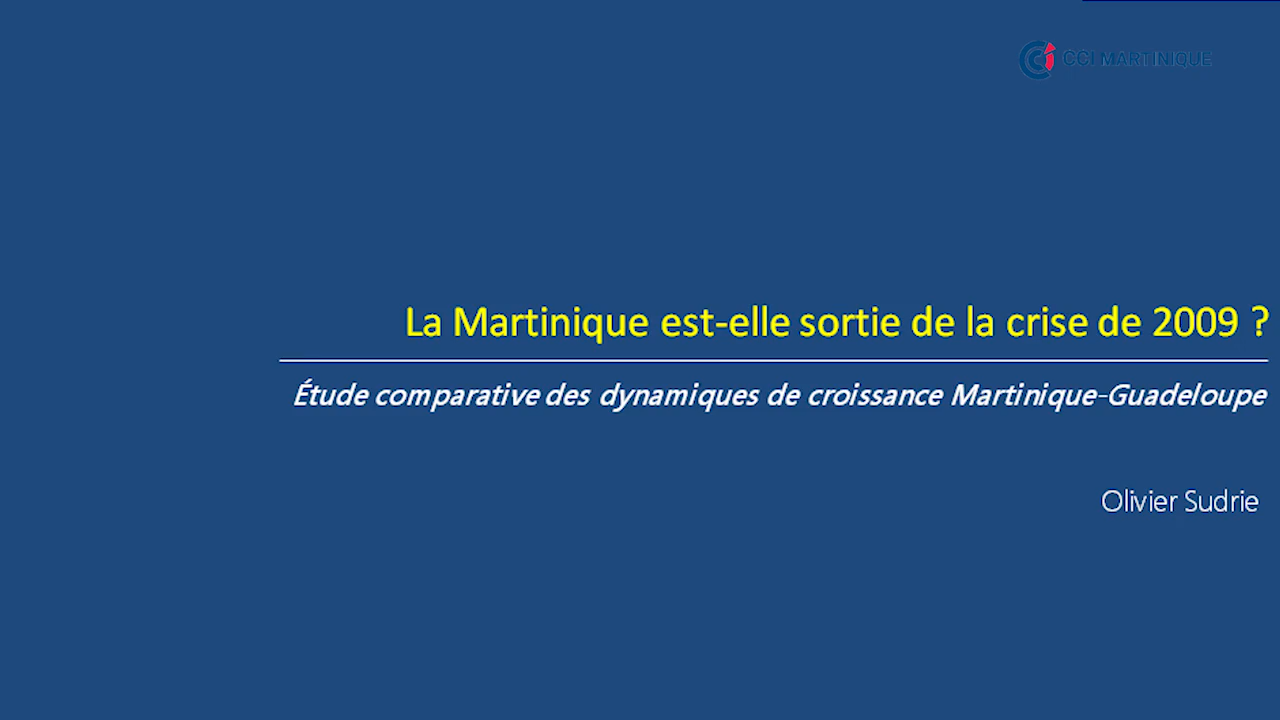 CCI MARTINIQUE
La Martinique est-elle sortie de la crise de 2009 ?
Étude comparative des dynamiques de croissance Martinique-Guadeloupe
Olivier Sudrie